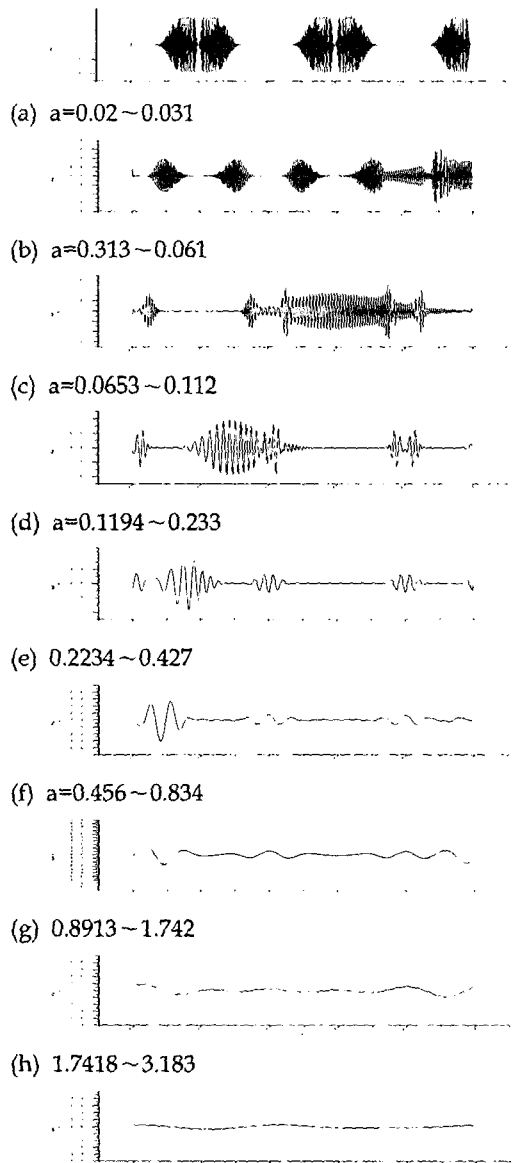 (a) a=0.02~0.031
(b) a=0.313~0.061
(c) a=0.0653~0.112
(d) a=0.1194~0.233
(e) 0.2234~0.427
(f) a=0.456~0.834
(g) 0.8913~1.742
(h) 1.7418~3.183